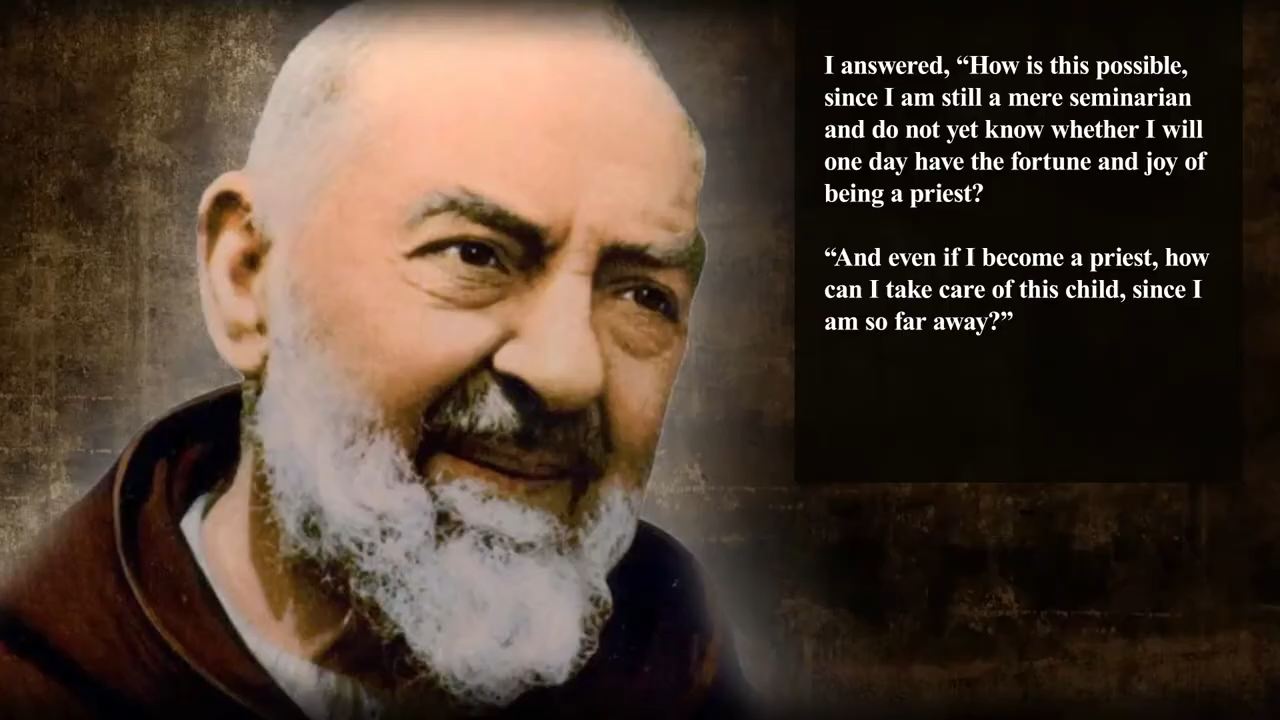 I answered, “How is this possible,
since I am still a mere seminarian
and do not yet know whether I will
one day have the fortune and joy of
being a priest?
“And even if I become a priest, how
can I take care of this child, since I
am so far away?”